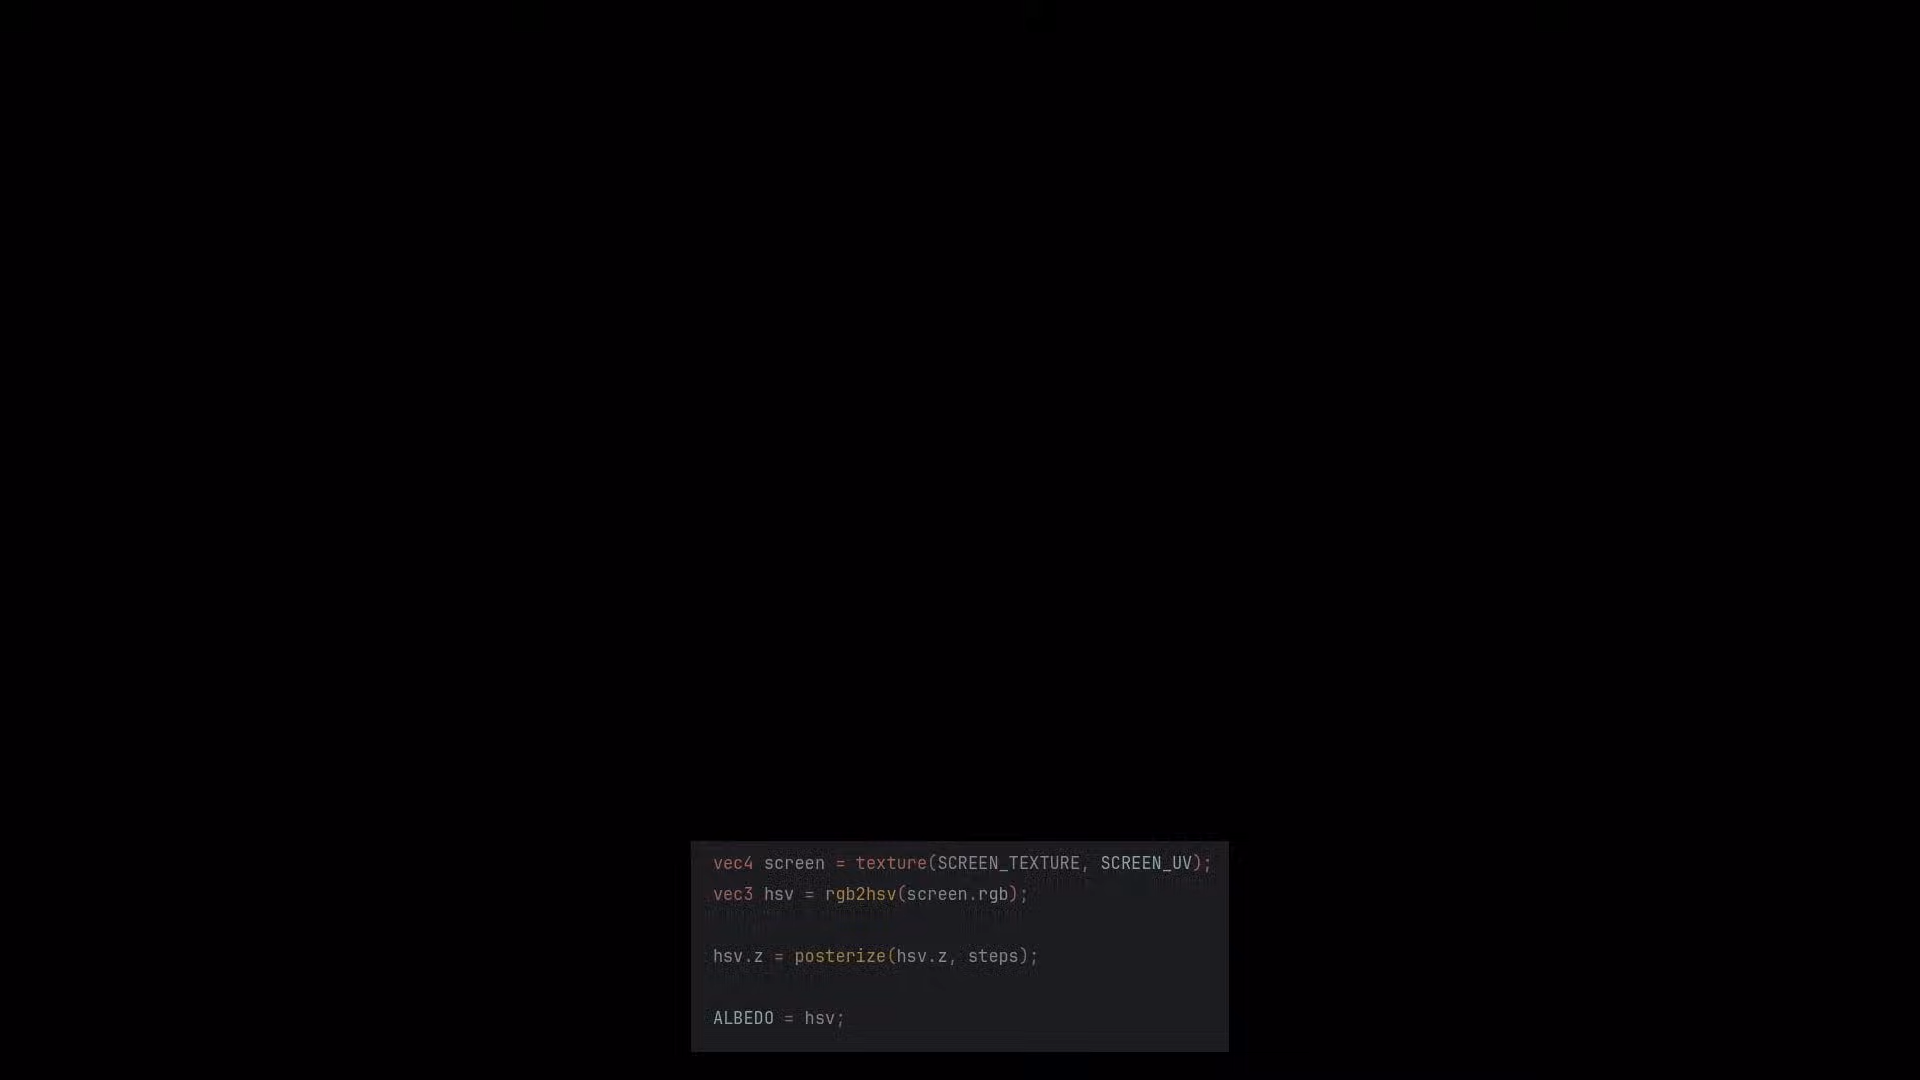 vec4 screen = texture(SCREEN_TEXTURE, SCREEN_UV);
vec3 hsv = rgb2hsv(screen.rgb);
hsv.z = posterize(hsv.z, steps);
ALBEDO = hsv;